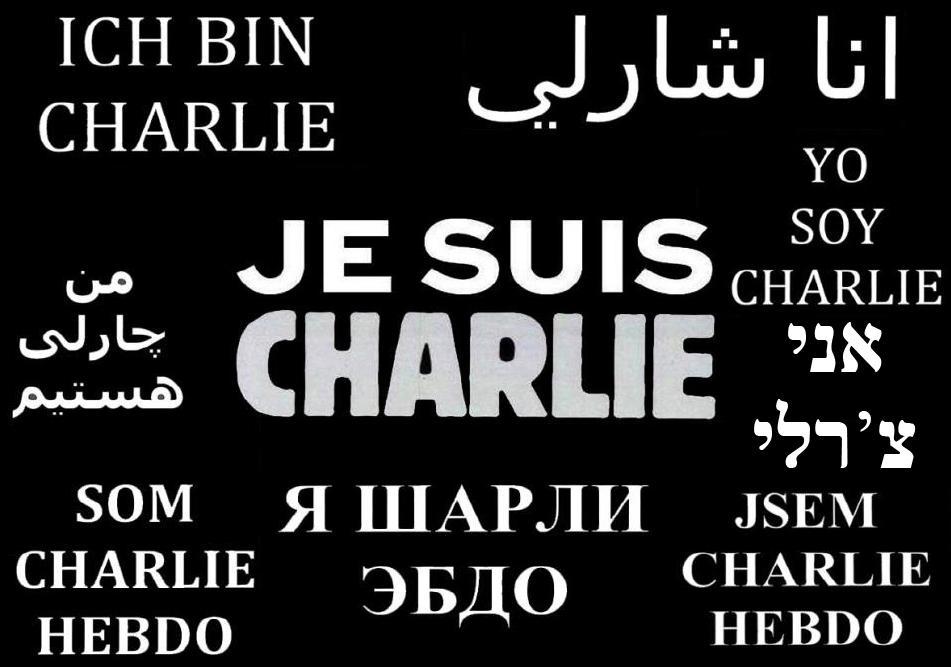 ICH BIN
CHARLIE
انا شارلي
YO
SOY
CHARLIE
JE SUIS
CHARLIE
من
چارلی
هستیم
אני
צ'רלי
SOM
CHARLIE
HEBDO
Я ШАРЛИ
ЭБДО
JSEM
CHARLIE
HEBDO